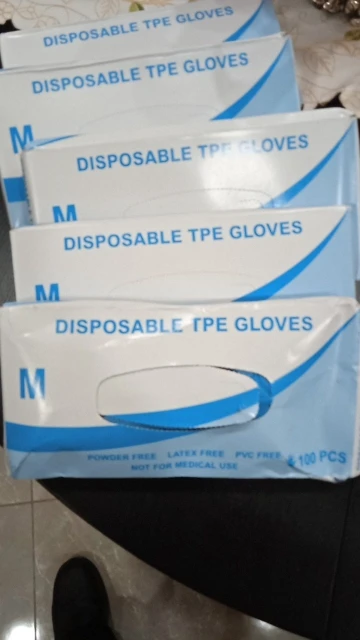 DISPOSABLE TPE GLOVES
DISPOSABLE TPE GLOVES
M
DISPOSABLE TPE GLOVES
M
DISPOSABLE TPE GLOVES
M
DISPOSABLE TPE GLOVES
M
POWDER FREE LATEX FREE PVC FREE & 100 PCS
NOT FOR MEDICAL USE